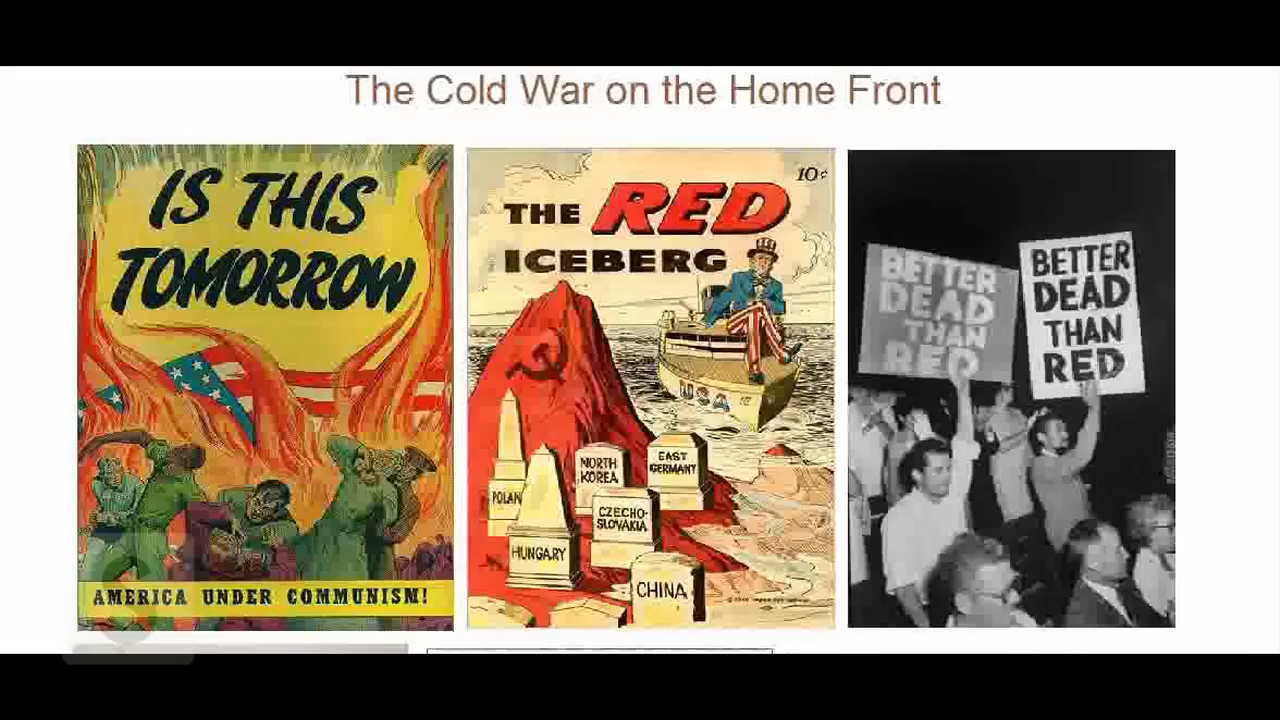 The Cold War on the Home Front
IS THIS
TOMORROW
AMERICA UNDER COMMUNISM!
10¢
THE RED
ICEBERG
USA
POLAN
HUNGARY
NORTH
KOREA
CZECHO-
SLOVAKIA
EAST
GERMANY
CHINA
BETTER
DEAD
THAN
RED
BETTER
DEAD
THAN
RED